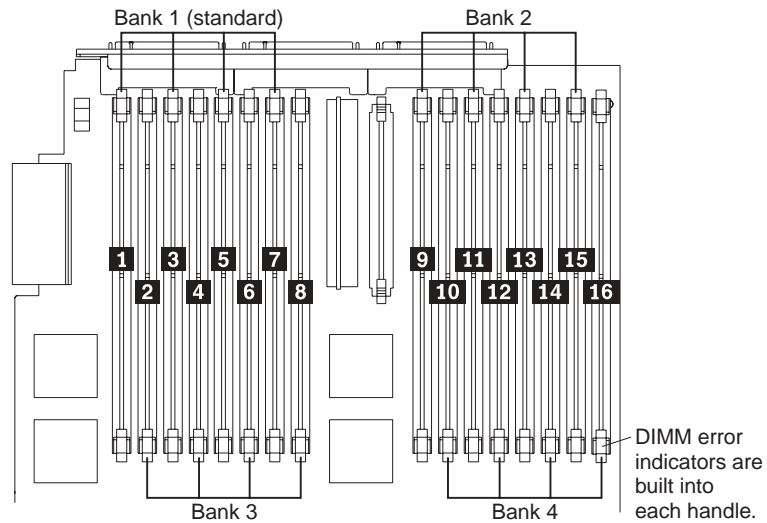 Bank 1 (standard)
Bank 2
1 3 5 7 9 11 13 15
2 4 6 8 10 12 14 16
DIMM error
indicators are
built into
each handle.
Bank 3
Bank 4